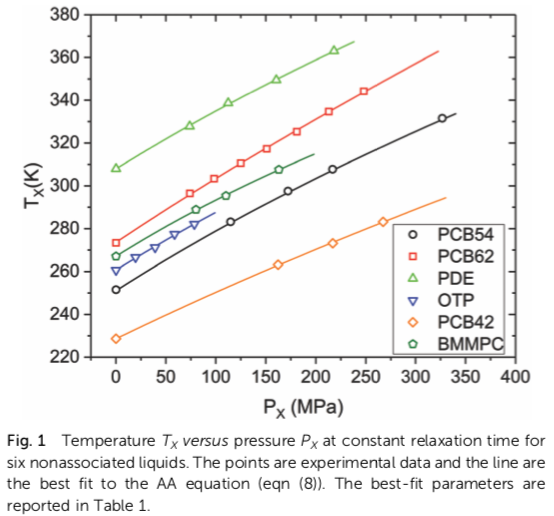 380
360
340
320
300
280
260
240
220
T_X(K)
0 50 100 150 200 250 300 350 400
P_X (MPa)
PCB54
PCB62
PDE
OTP
PCB42
BMMPC
Fig. 1 Temperature T_X versus pressure P_X at constant relaxation time for
six nonassociated liquids. The points are experimental data and the line are
the best fit to the AA equation (eqn (8)). The best-fit parameters are
reported in Table 1.